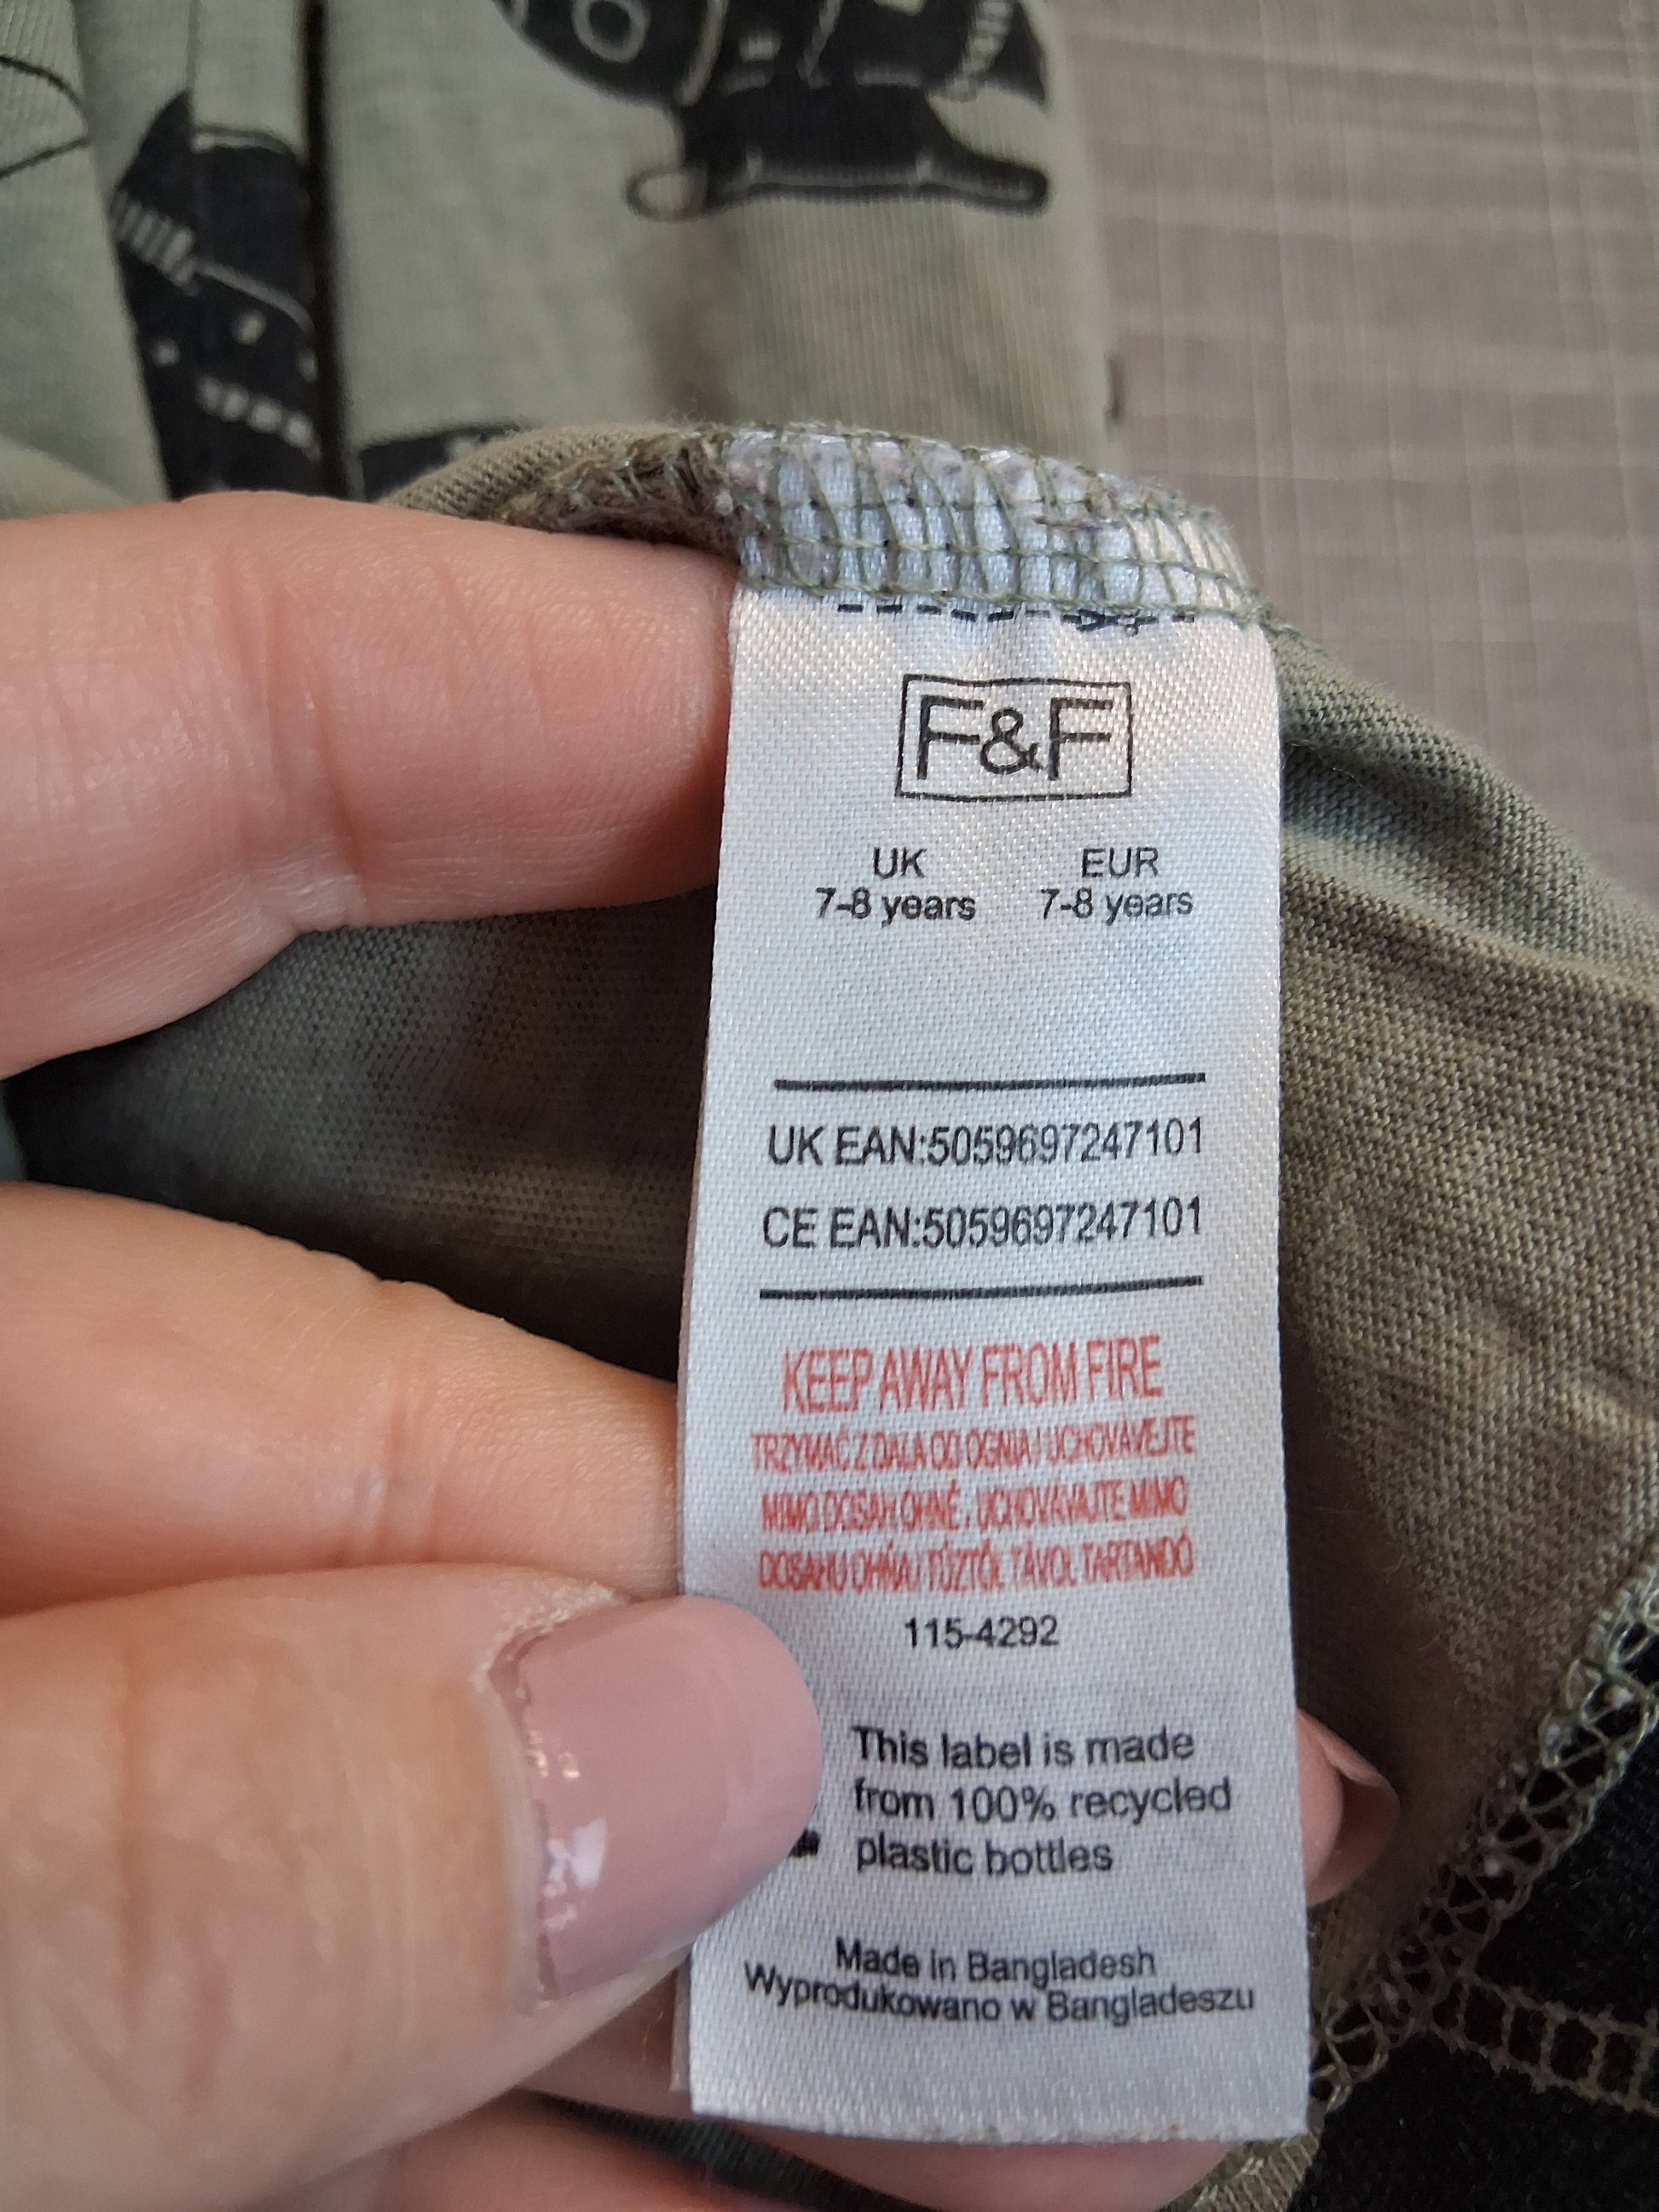 F&F
UK EUR
7-8 years 7-8 years
UK EAN:5059697247101
CE EAN:5059697247101
KEEP AWAY FROM FIRE
TRZYMAĆ Z DALA OD OGNIA / UCHOVÁVEJTE
MIMO DOSAH OHNĚ. UCHOVÁVAJTE MIMO
DOSAHU OHŇA / TŰZTŐL TÁVOL TARTANDÓ
115-4292
This label is made
from 100% recycled
plastic bottles
Made in Bangladesh
Wyprodukowano w Bangladeszu